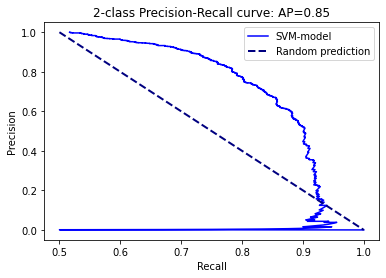 2-class Precision-Recall curve: AP=0.85
SVM-model
Random prediction
1.0
0.8
0.6
0.4
0.2
0.0
Precision
0.5
0.6
0.7
0.8
0.9
1.0
Recall